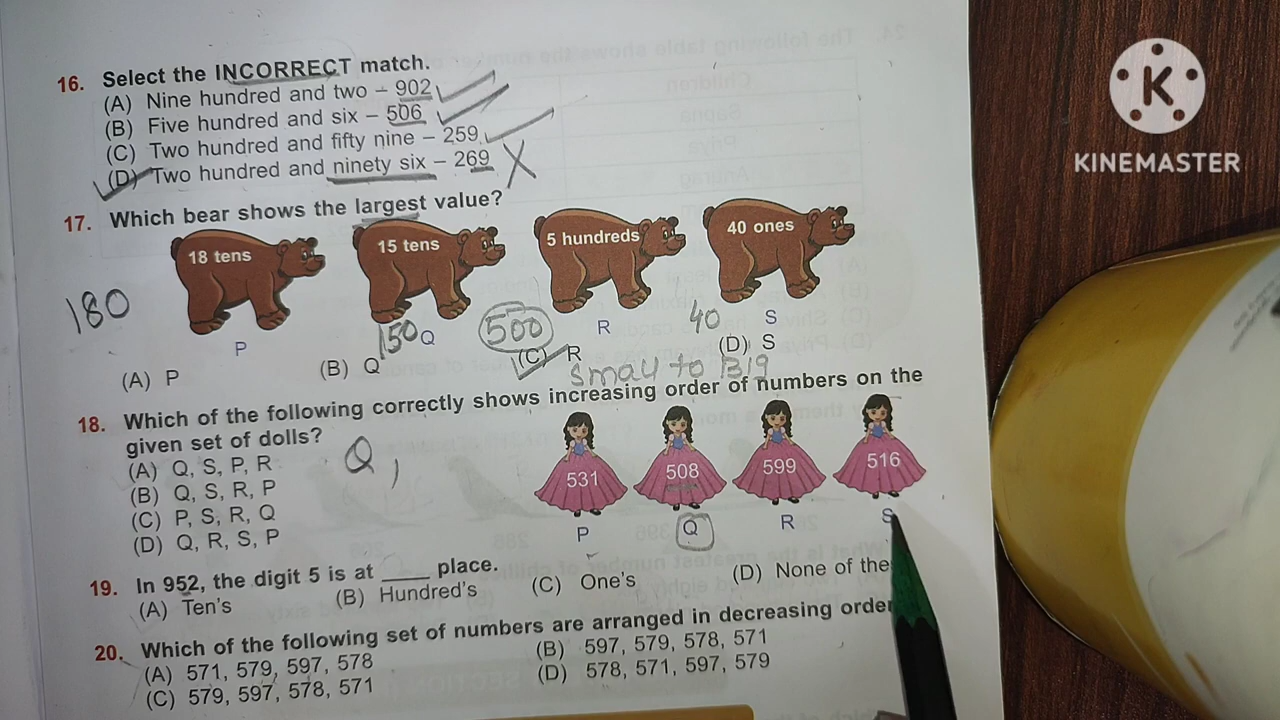 16. Select the INCORRECT match.
(A) Nine hundred and two – 902
(B) Five hundred and six – 506
(C) Two hundred and fifty nine – 259
(D) Two hundred and ninety six – 269
17. Which bear shows the largest value?
18 tens 15 tens 5 hundreds 40 ones
180 150 500 40
P Q R S
(A) P (B) Q (C) R (D) S
small to Big
18. Which of the following correctly shows increasing order of numbers on the
given set of dolls?
(A) Q, S, P, R
(B) Q, S, R, P
(C) P, S, R, Q
(D) Q, R, S, P
Q,
531 508 599 516
P Q R S
19. In 952, the digit 5 is at ____ place.
(A) Ten's (B) Hundred's (C) One's (D) None of the
20. Which of the following set of numbers are arranged in decreasing order
(A) 571, 579, 597, 578 (B) 597, 579, 578, 571
(C) 579, 597, 578, 571 (D) 578, 571, 597, 579
KINEMASTER